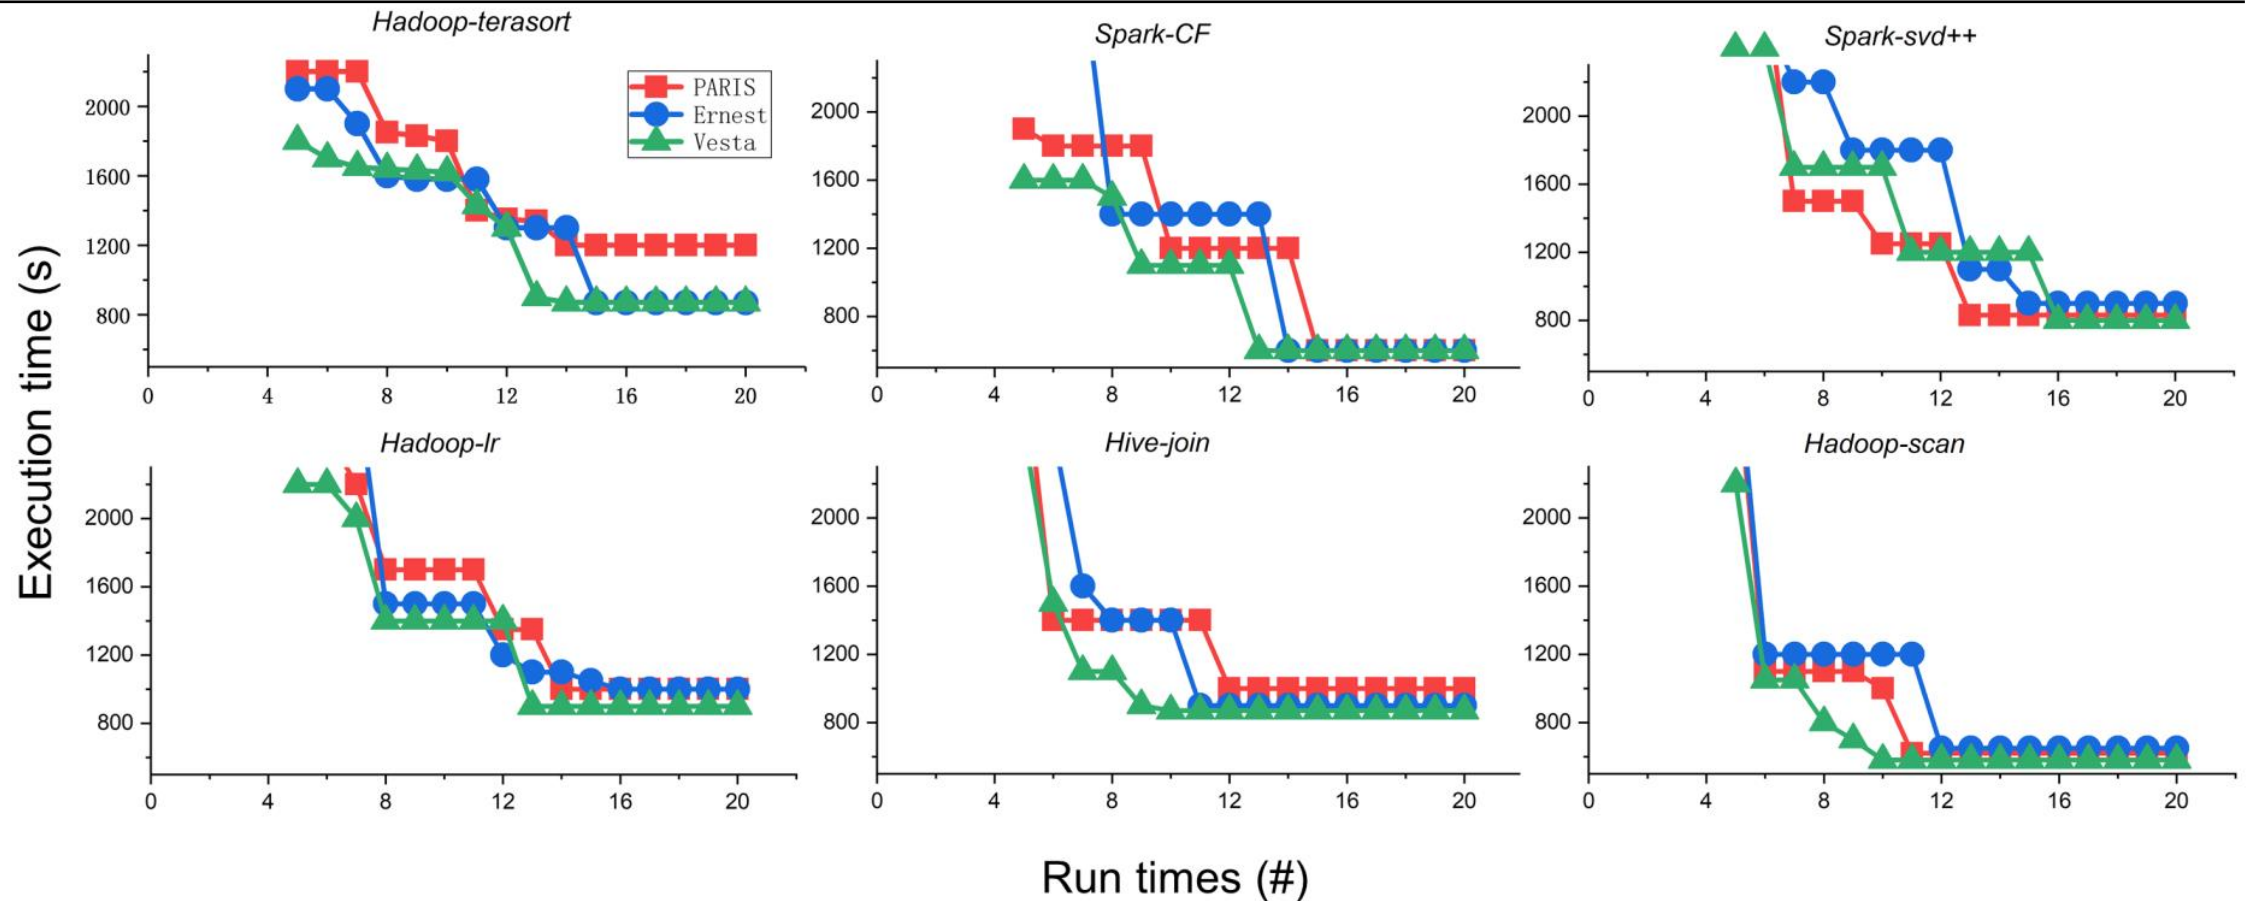 Hadoop-terasort
Spark-CF
Spark-svd++
PARIS
Ernest
Vesta
2000
1600
1200
800
0 4 8 12 16 20
2000
1600
1200
800
0 4 8 12 16 20
2000
1600
1200
800
0 4 8 12 16 20
Execution time (s)
Hadoop-lr
Hive-join
Hadoop-scan
2000
1600
1200
800
0 4 8 12 16 20
2000
1600
1200
800
0 4 8 12 16 20
2000
1600
1200
800
0 4 8 12 16 20
Run times (#)